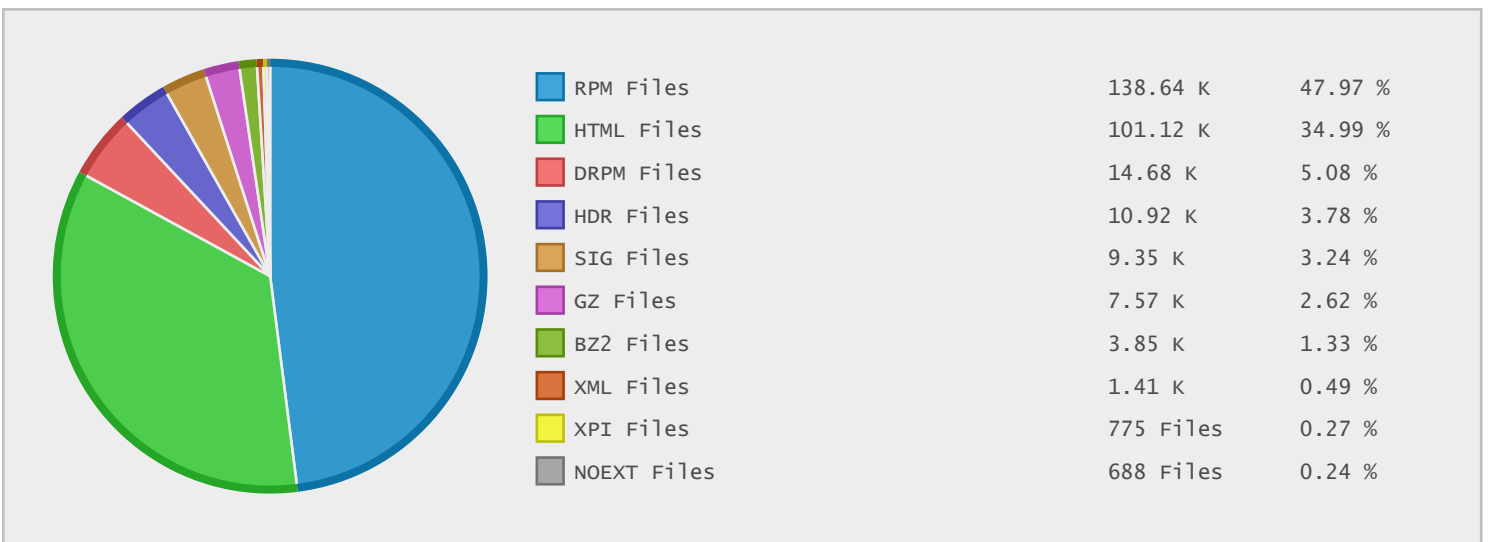 RPM Files 138.64 K 47.97 %
HTML Files 101.12 K 34.99 %
DRPM Files 14.68 K 5.08 %
HDR Files 10.92 K 3.78 %
SIG Files 9.35 K 3.24 %
GZ Files 7.57 K 2.62 %
BZ2 Files 3.85 K 1.33 %
XML Files 1.41 K 0.49 %
XPI Files 775 Files 0.27 %
NOEXT Files 688 Files 0.24 %